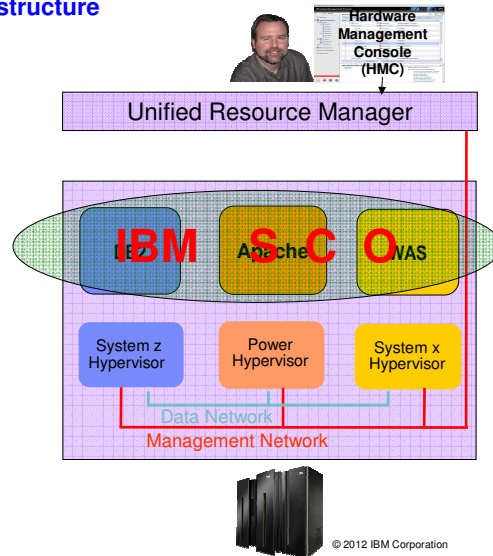 structure
Hardware
Management
Console
(HMC)
Unified Resource Manager
DB2
Apache
WAS
IBM S C O
System z
Hypervisor
Power
Hypervisor
System x
Hypervisor
Data Network
Management Network
© 2012 IBM Corporation